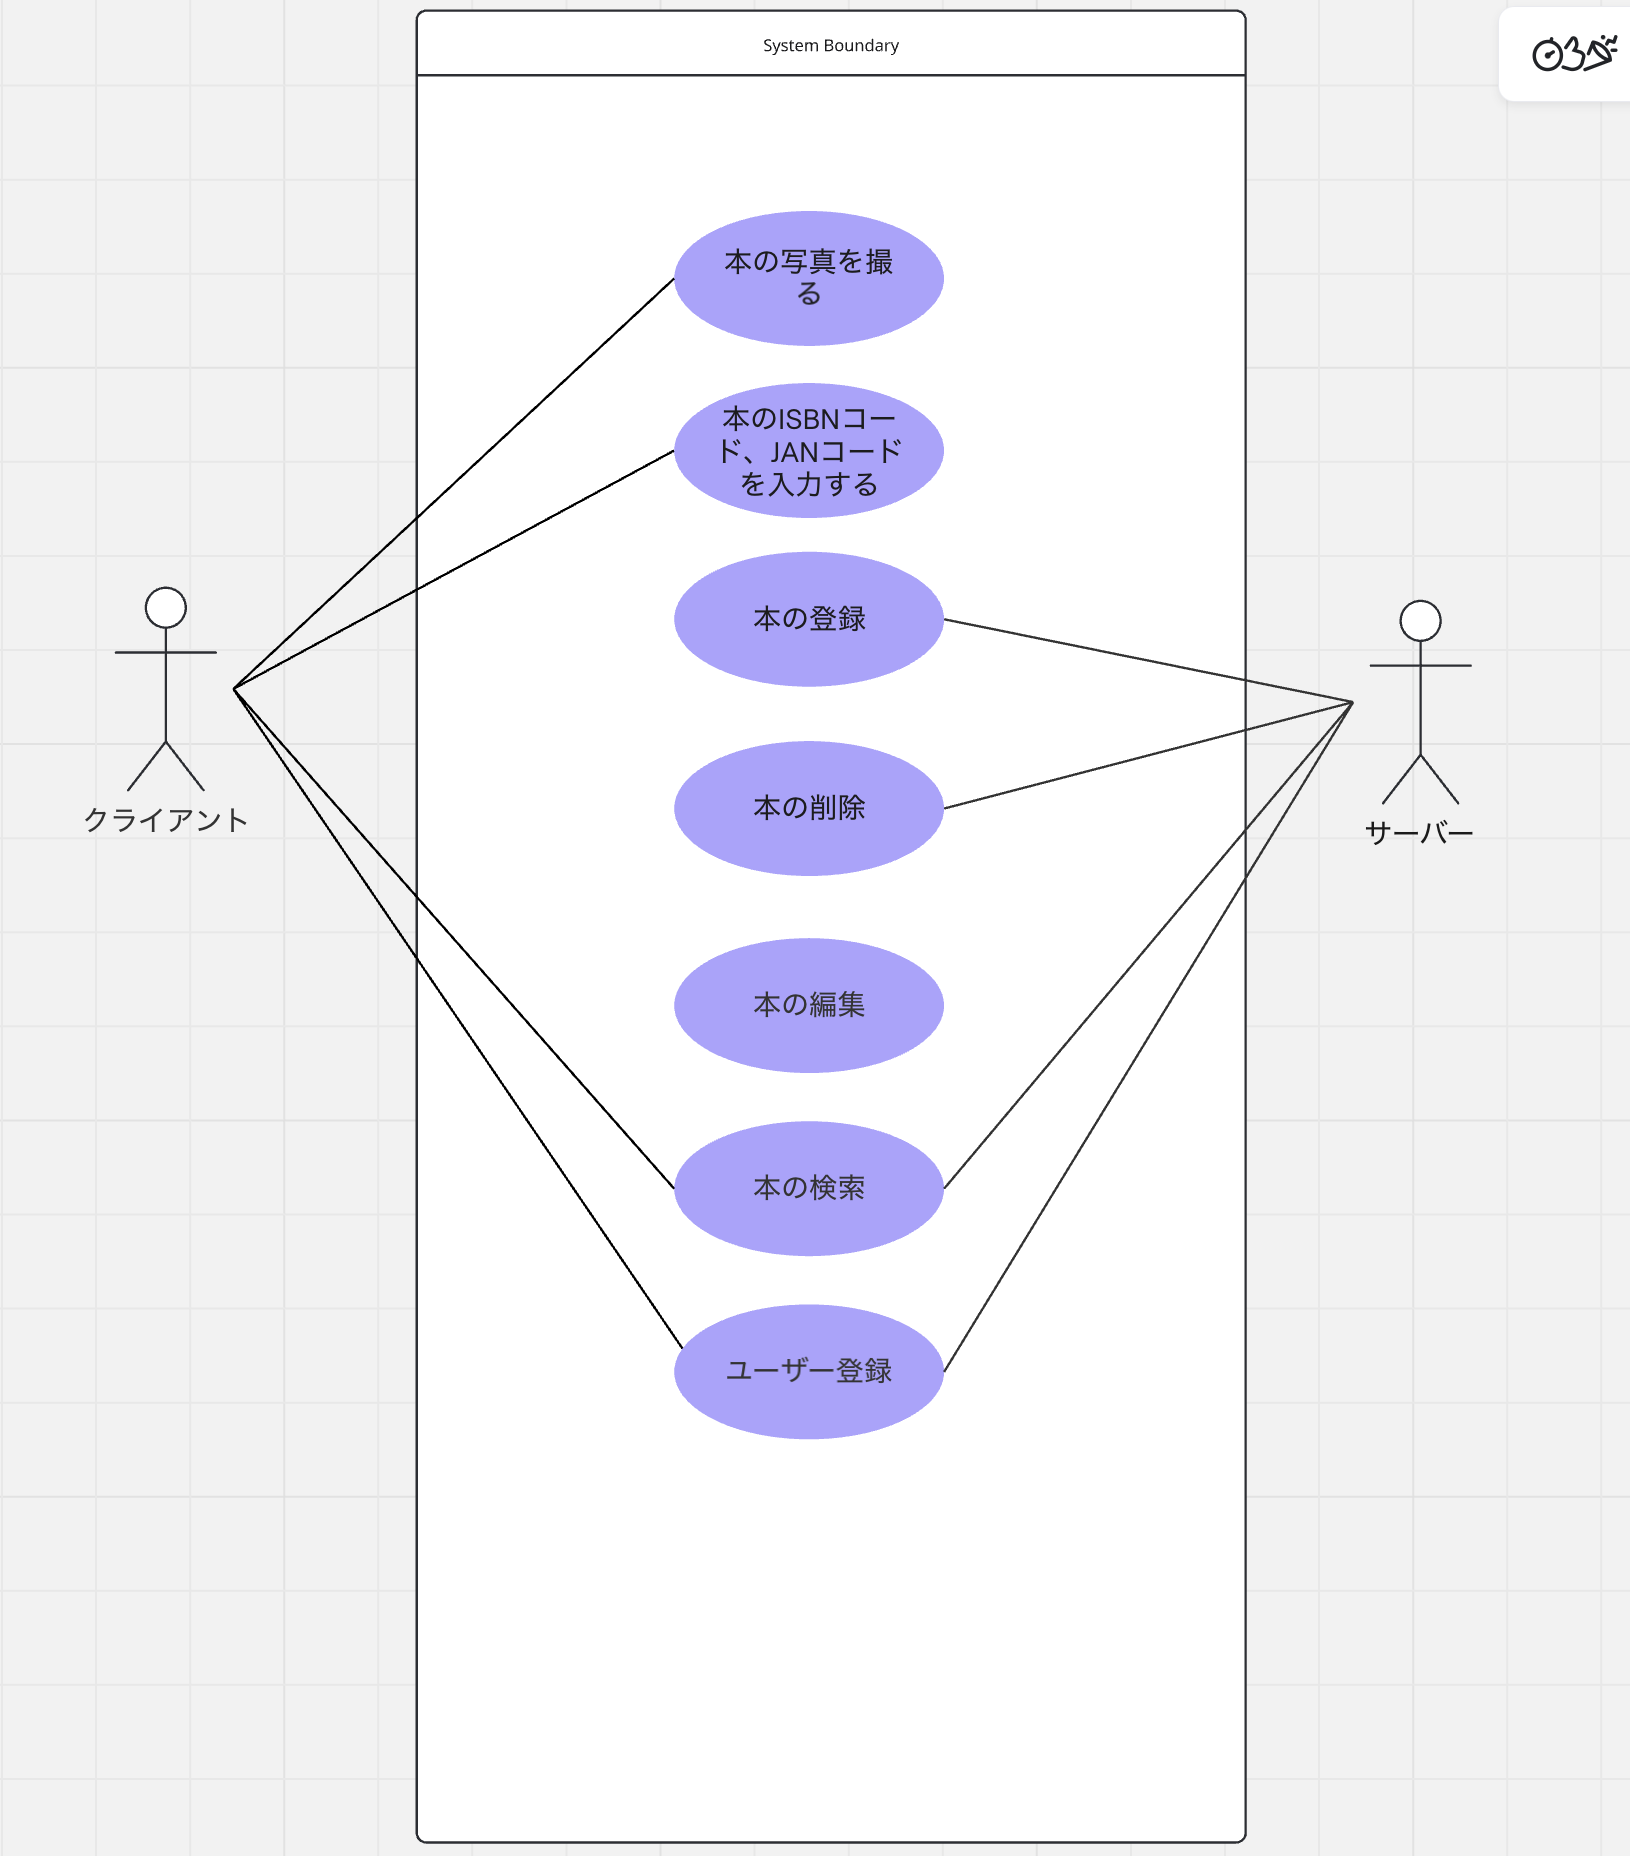 System Boundary
本の写真を撮
る
本のISBNコー
ド、JANコード
を入力する
本の登録
クライアント
本の削除
サーバー
本の編集
本の検索
ユーザー登録